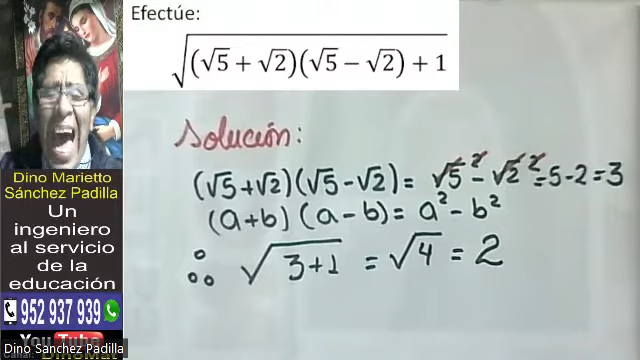 Efectúe:
√(√5 + √2)(√5 − √2) + 1
Solución:
(√5+√2)(√5-√2) = √5² - √2² = 5-2 = 3
(a+b)(a-b) = a² - b²
∴ √3+1 = √4 = 2
Dino Marietto
Sánchez Padilla
Un
ingeniero
al servicio
de la
educación
952 937 939
You Tube
Dino Sanchez Padilla